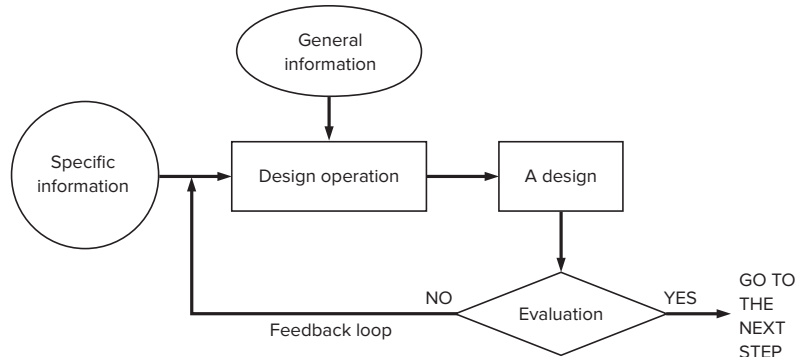 General
information
Specific
information
Design operation
A design
NO
Evaluation
YES
GO TO
THE
NEXT
STEP
Feedback loop